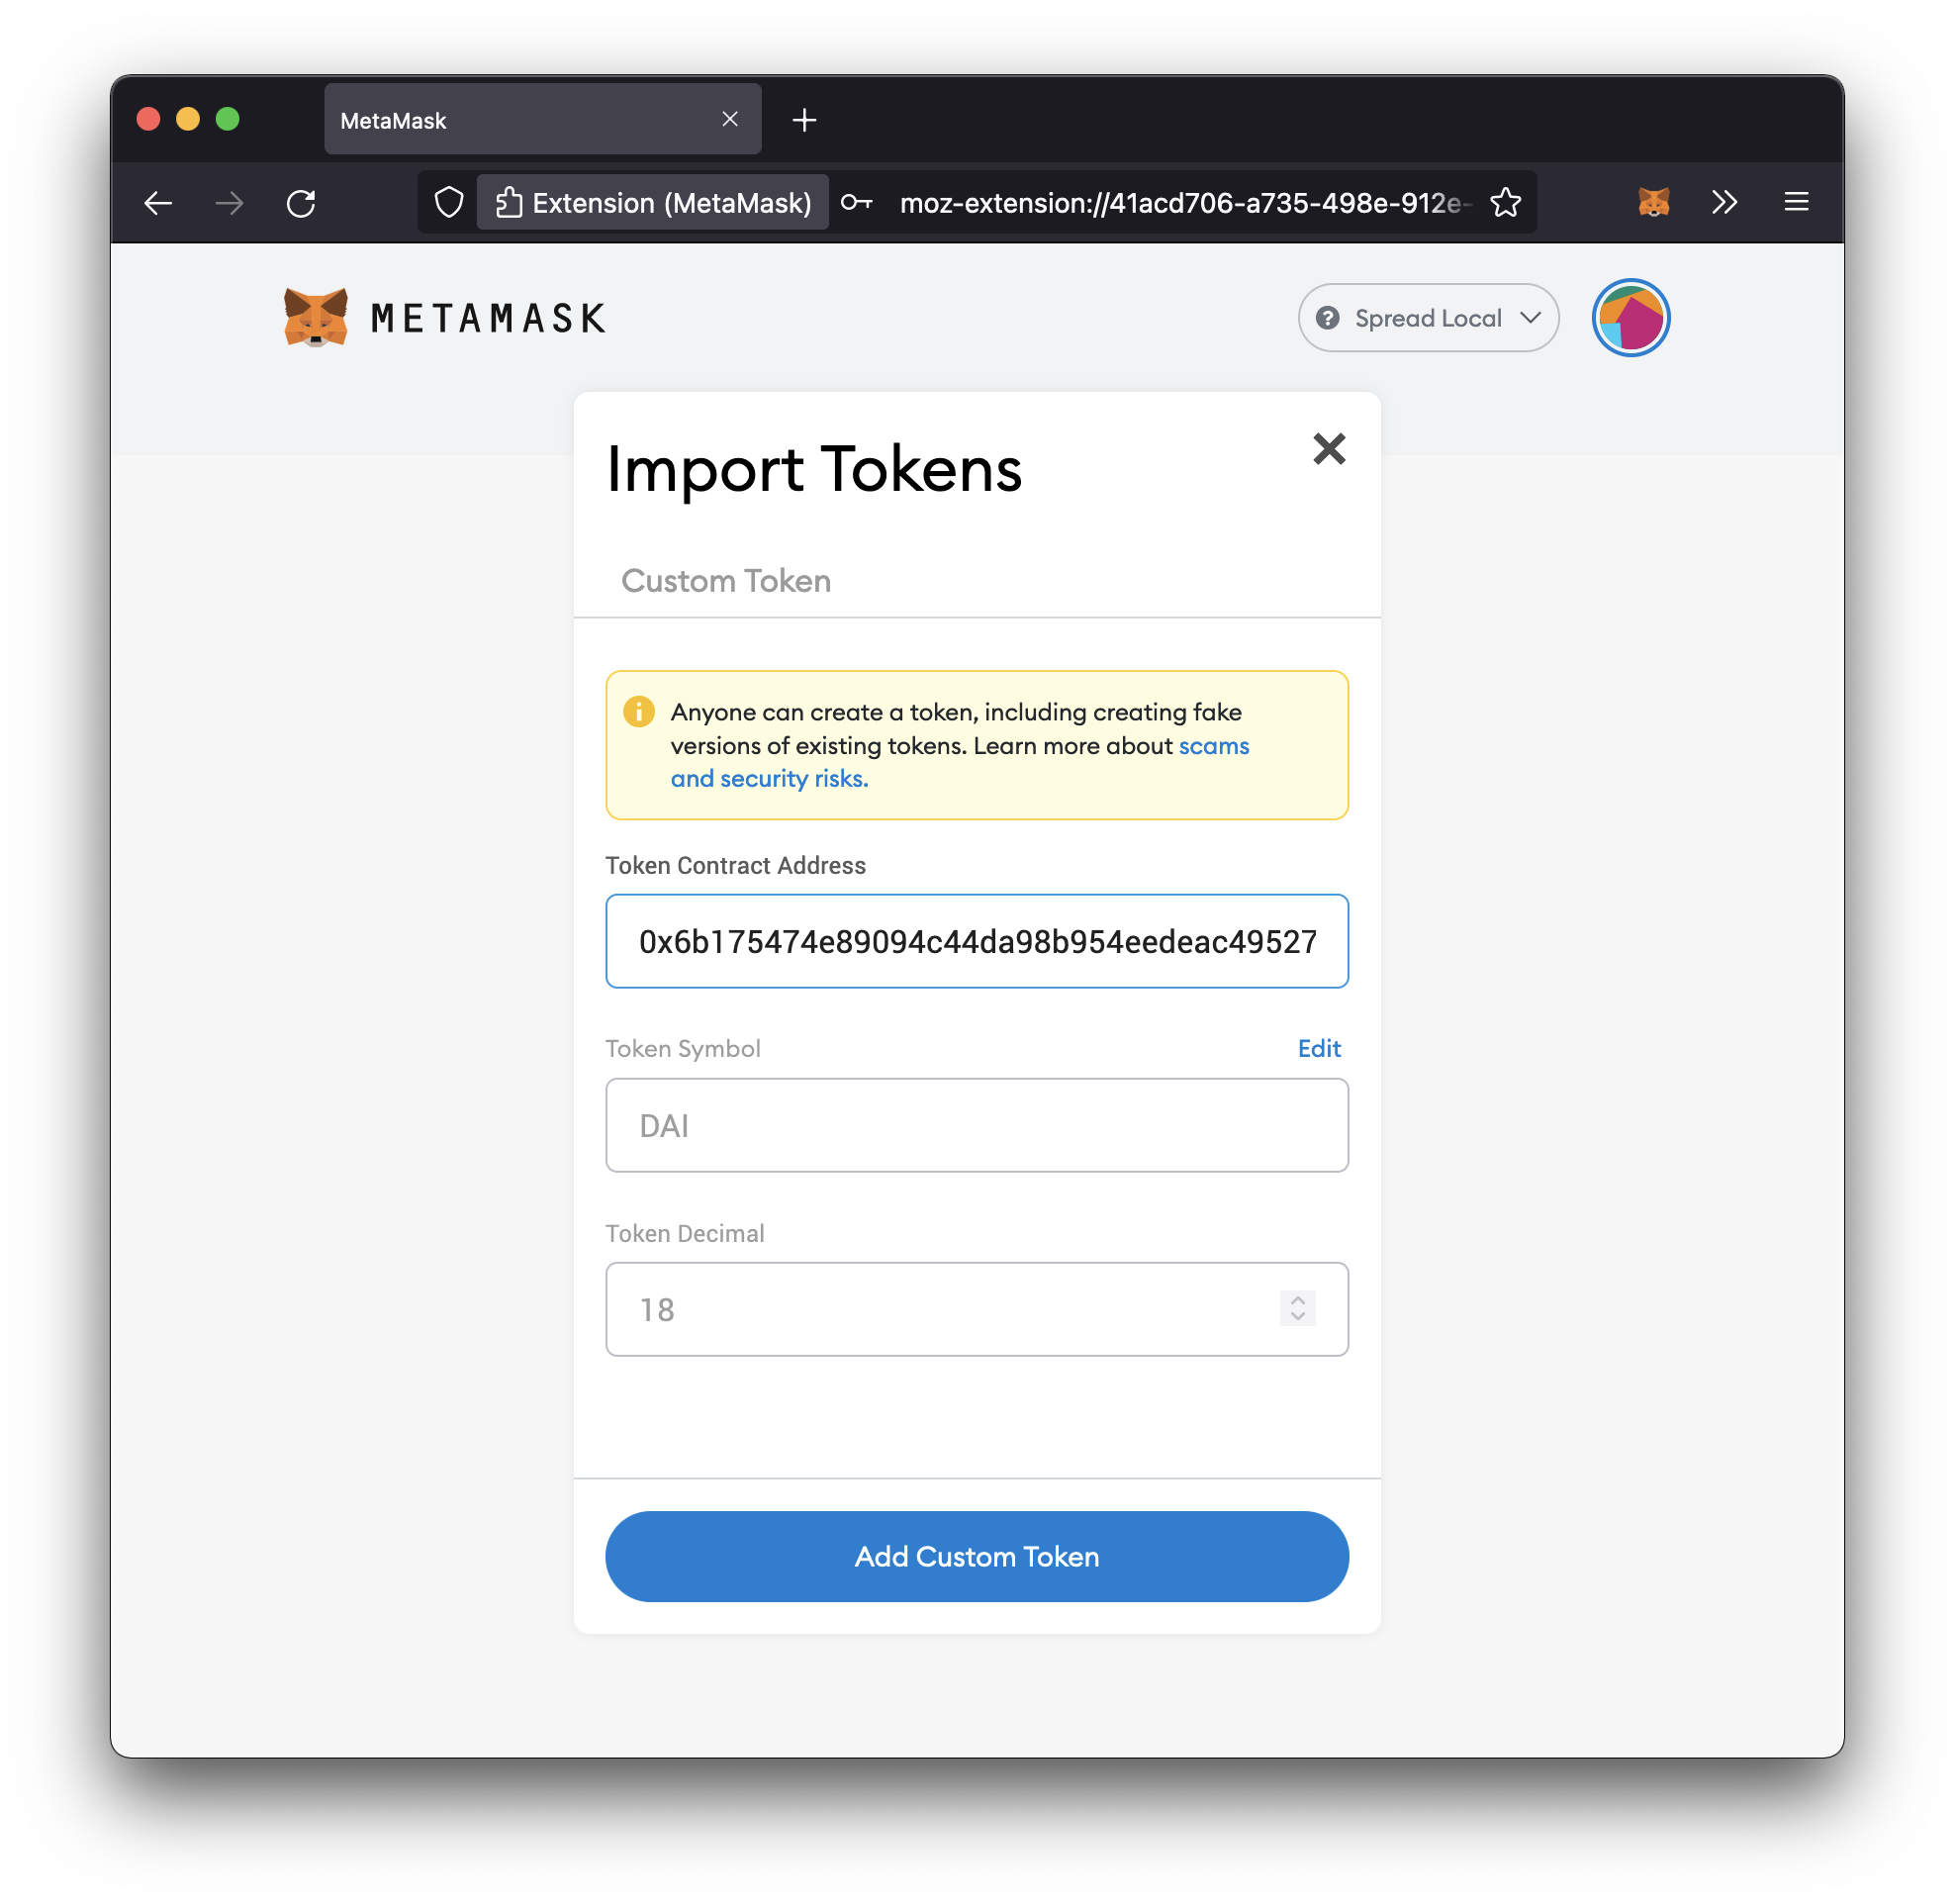 MetaMask
Extension (MetaMask) moz-extension://41acd706-a735-498e-912e-
METAMASK
Spread Local
Import Tokens
Custom Token
Anyone can create a token, including creating fake
versions of existing tokens. Learn more about scams
and security risks.
Token Contract Address
0x6b175474e89094c44da98b954eedeac49527
Token Symbol Edit
DAI
Token Decimal
18
Add Custom Token